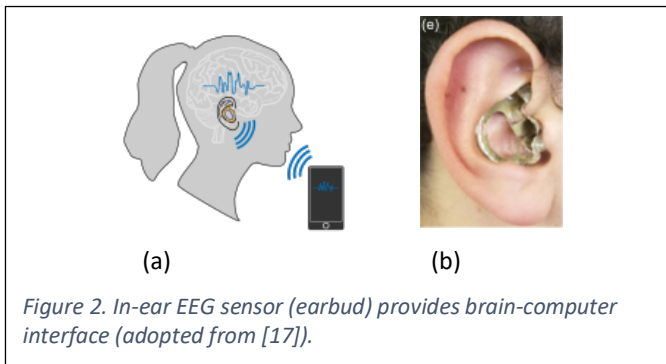 (e)
(a) (b)
Figure 2. In-ear EEG sensor (earbud) provides brain-computer
interface (adopted from [17]).